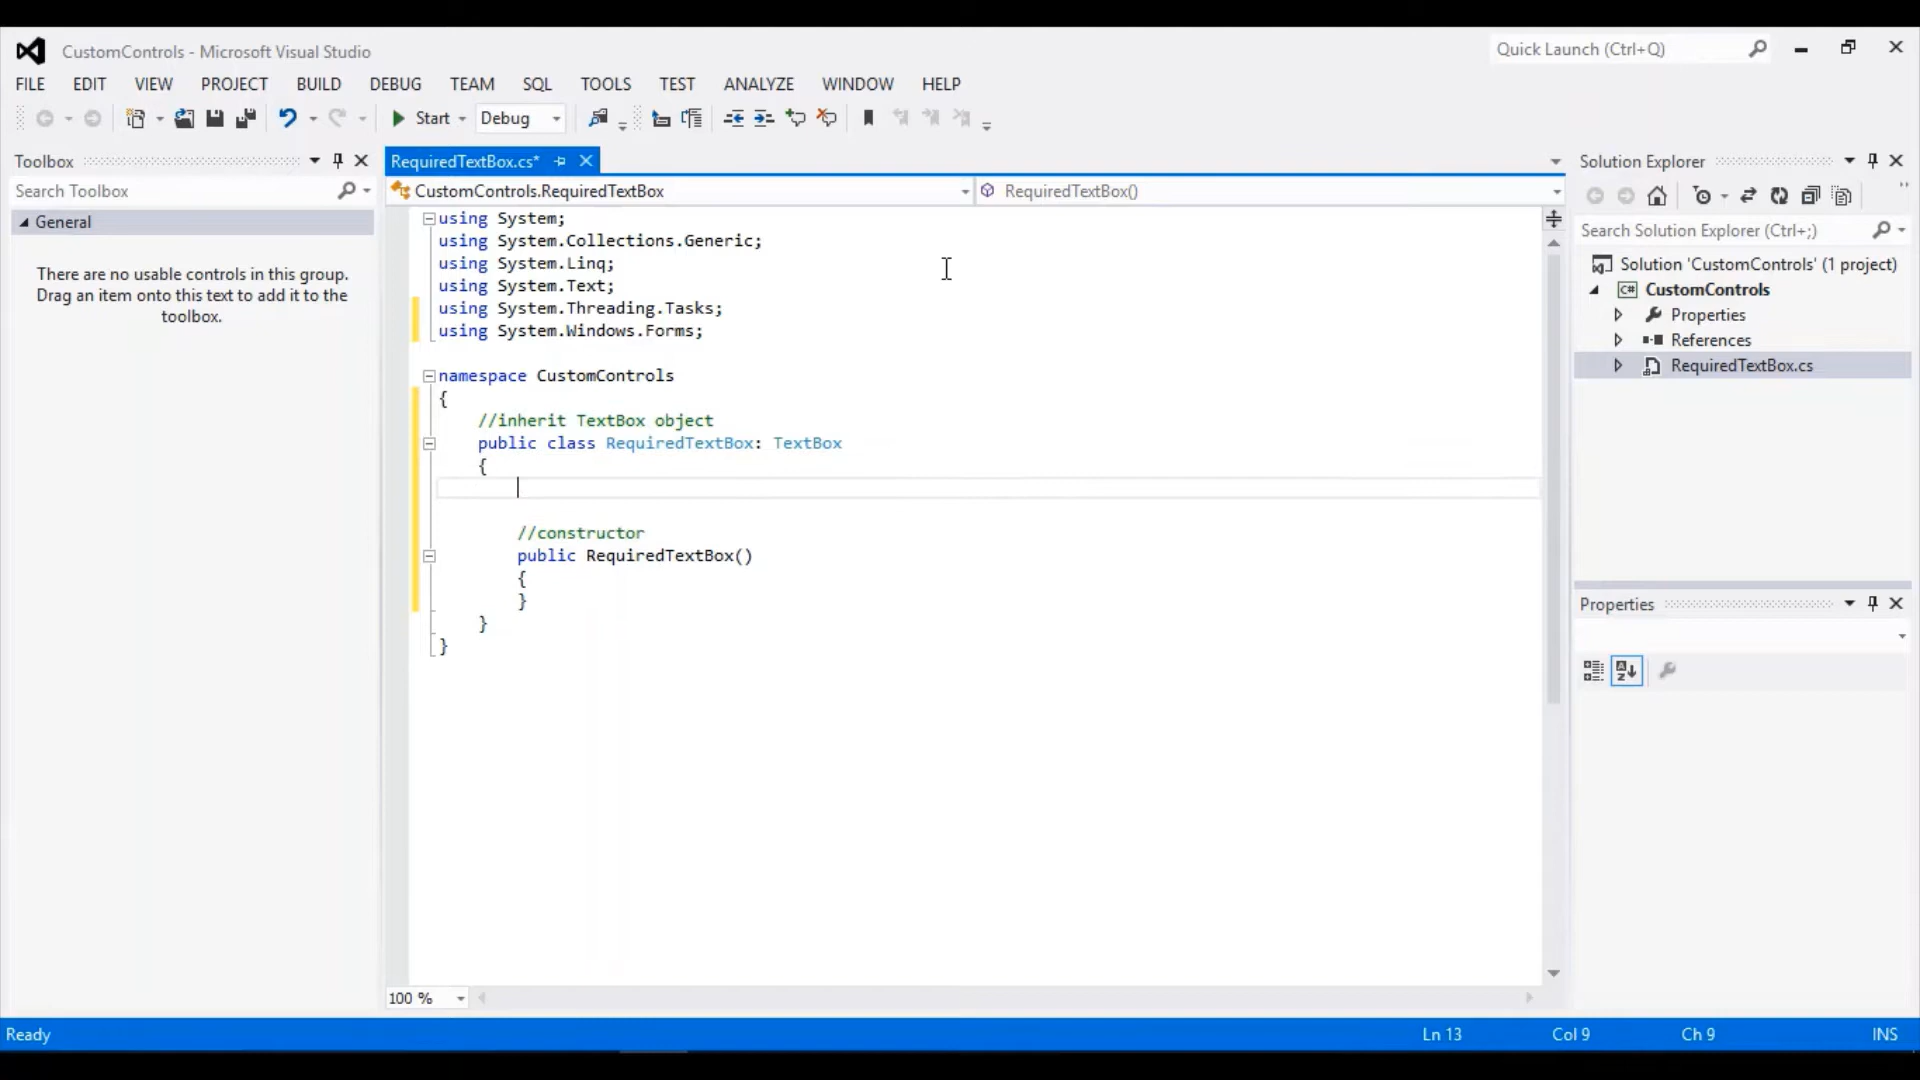 CustomControls - Microsoft Visual Studio
Quick Launch (Ctrl+Q)
FILE EDIT VIEW PROJECT BUILD DEBUG TEAM SQL TOOLS TEST ANALYZE WINDOW HELP
Start Debug
Toolbox
Search Toolbox
General
There are no usable controls in this group.
Drag an item onto this text to add it to the
toolbox.
RequiredTextBox.cs*
CustomControls.RequiredTextBox
RequiredTextBox()
using System;
using System.Collections.Generic;
using System.Linq;
using System.Text;
using System.Threading.Tasks;
using System.Windows.Forms;
namespace CustomControls
{
//inherit TextBox object
public class RequiredTextBox: TextBox
{
//constructor
public RequiredTextBox()
{
}
}
}
100 %
Solution Explorer
Search Solution Explorer (Ctrl+;)
Solution 'CustomControls' (1 project)
C# CustomControls
Properties
References
RequiredTextBox.cs
Properties
Ready
Ln 13 Col 9 Ch 9 INS